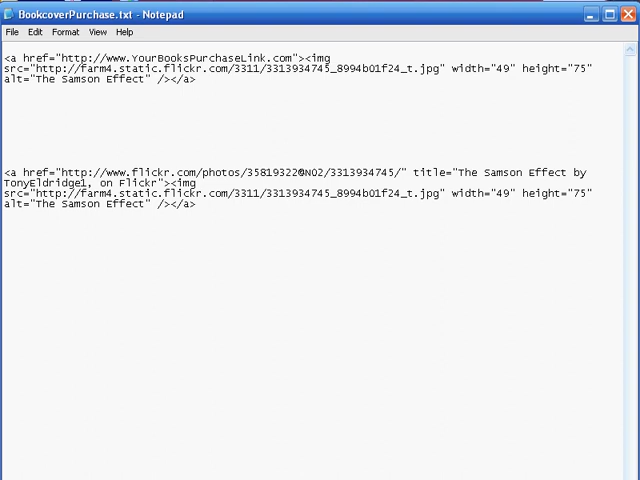 BookcoverPurchase.txt - Notepad
File Edit Format View Help
<a href="http://www.YourBooksPurchaseLink.com"><img
src="http://farm4.static.flickr.com/3311/3313934745_8994b01f24_t.jpg" width="49" height="75"
alt="The Samson Effect" /></a>
<a href="http://www.flickr.com/photos/35819322@N02/3313934745/" title="The Samson Effect by
TonyEldridge1, on Flickr"><img
src="http://farm4.static.flickr.com/3311/3313934745_8994b01f24_t.jpg" width="49" height="75"
alt="The Samson Effect" /></a>